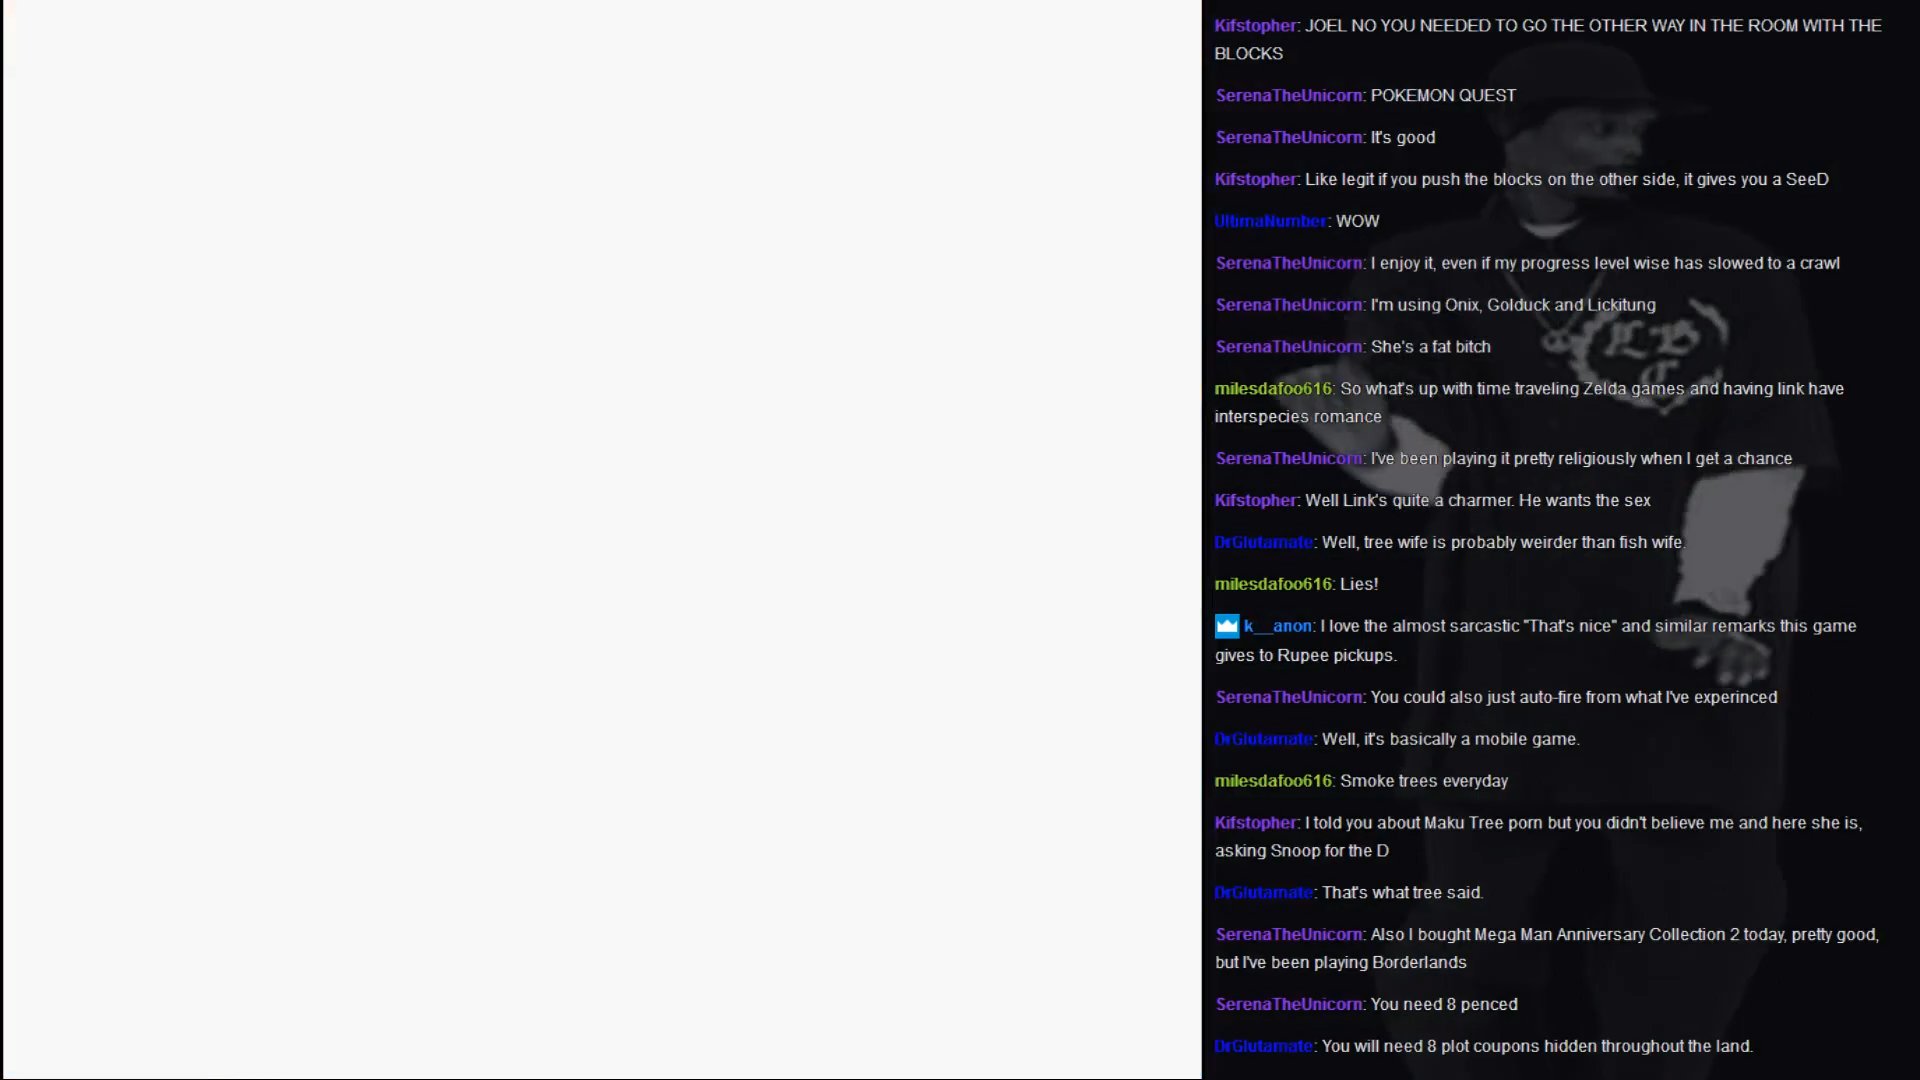 Kifstopher: JOEL NO YOU NEEDED TO GO THE OTHER WAY IN THE ROOM WITH THE
BLOCKS
SerenaTheUnicorn: POKEMON QUEST
SerenaTheUnicorn: It's good
Kifstopher: Like legit if you push the blocks on the other side, it gives you a SeeD
UltimaNumber: WOW
SerenaTheUnicorn: I enjoy it, even if my progress level wise has slowed to a crawl
SerenaTheUnicorn: I'm using Onix, Golduck and Lickitung
SerenaTheUnicorn: She's a fat bitch
milesdafoo616: So what's up with time traveling Zelda games and having link have
interspecies romance
SerenaTheUnicorn: I've been playing it pretty religiously when I get a chance
Kifstopher: Well Link's quite a charmer. He wants the sex
DrGlutamate: Well, tree wife is probably weirder than fish wife.
milesdafoo616: Lies!
k__anon: I love the almost sarcastic "That's nice" and similar remarks this game
gives to Rupee pickups.
SerenaTheUnicorn: You could also just auto-fire from what I've experinced
DrGlutamate: Well, it's basically a mobile game.
milesdafoo616: Smoke trees everyday
Kifstopher: I told you about Maku Tree porn but you didn't believe me and here she is,
asking Snoop for the D
DrGlutamate: That's what tree said.
SerenaTheUnicorn: Also I bought Mega Man Anniversary Collection 2 today, pretty good,
but I've been playing Borderlands
SerenaTheUnicorn: You need 8 penced
DrGlutamate: You will need 8 plot coupons hidden throughout the land.